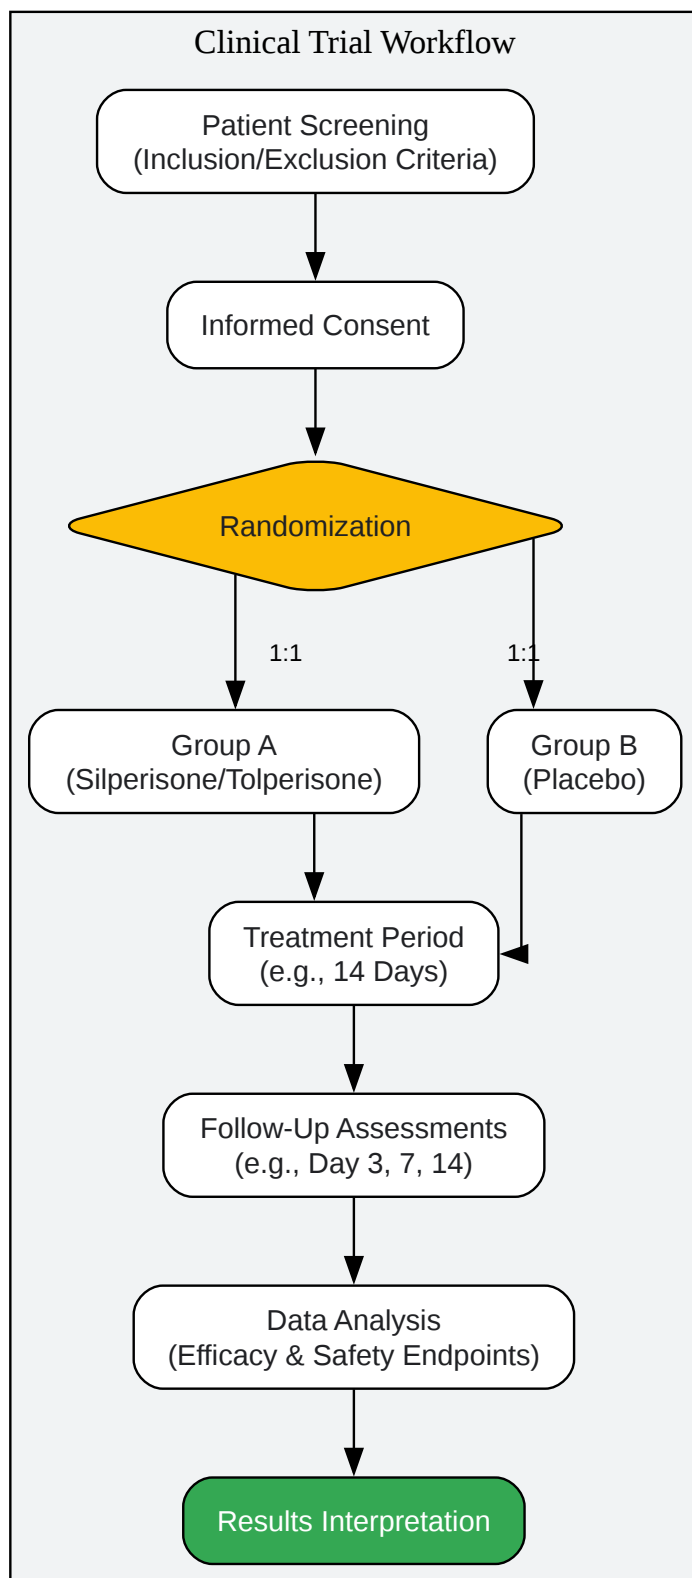 Clinical Trial Workflow
Patient Screening
(Inclusion/Exclusion Criteria)
Informed Consent
Randomization
1:1
1:1
Group A
(Silperisone/Tolperisone)
Group B
(Placebo)
Treatment Period
(e.g., 14 Days)
Follow-Up Assessments
(e.g., Day 3, 7, 14)
Data Analysis
(Efficacy & Safety Endpoints)
Results Interpretation